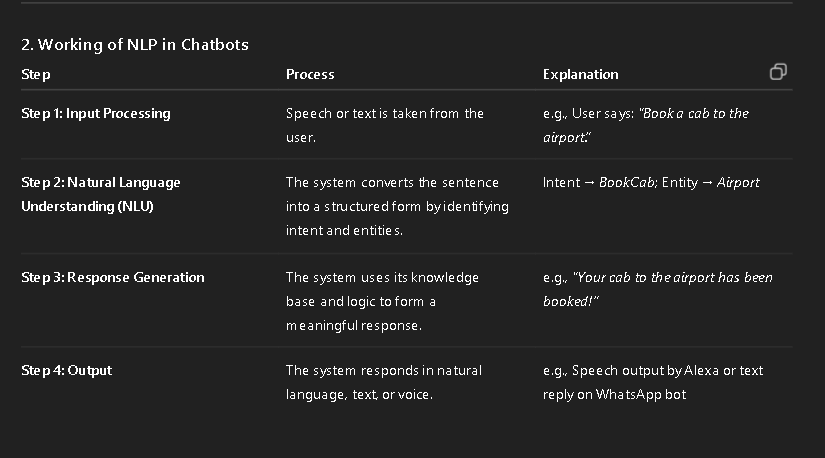 2. Working of NLP in Chatbots
Step Process Explanation
Step 1: Input Processing Speech or text is taken from the e.g., User says: "Book a cab to the
user. airport."
Step 2: Natural Language The system converts the sentence Intent → BookCab; Entity → Airport
Understanding (NLU) into a structured form by identifying
intent and entities.
Step 3: Response Generation The system uses its knowledge e.g., "Your cab to the airport has been
base and logic to form a booked!"
meaningful response.
Step 4: Output The system responds in natural e.g., Speech output by Alexa or text
language, text, or voice. reply on WhatsApp bot